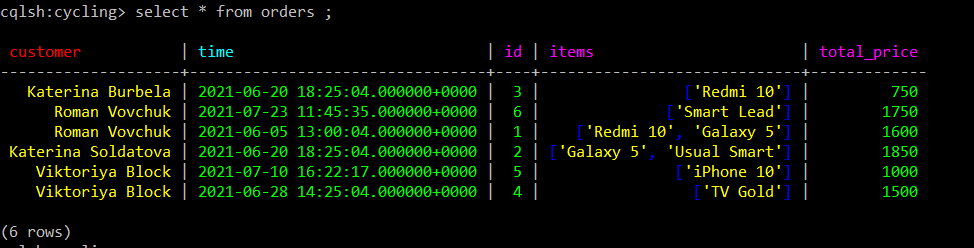 cqlsh:cycling> select * from orders ;
customer | time | id | items | total_price
Katerina Burbela | 2021-06-20 18:25:04.000000+0000 | 3 | ['Redmi 10'] | 750
Roman Vovchuk | 2021-07-23 11:45:35.000000+0000 | 6 | ['Smart Lead'] | 1750
Roman Vovchuk | 2021-06-05 13:00:04.000000+0000 | 1 | ['Redmi 10', 'Galaxy 5'] | 1600
Katerina Soldatova | 2021-06-20 18:25:04.000000+0000 | 2 | ['Galaxy 5', 'Usual Smart'] | 1850
Viktoriya Block | 2021-07-10 16:22:17.000000+0000 | 5 | ['iPhone 10'] | 1000
Viktoriya Block | 2021-06-28 14:25:04.000000+0000 | 4 | ['TV Gold'] | 1500
(6 rows)